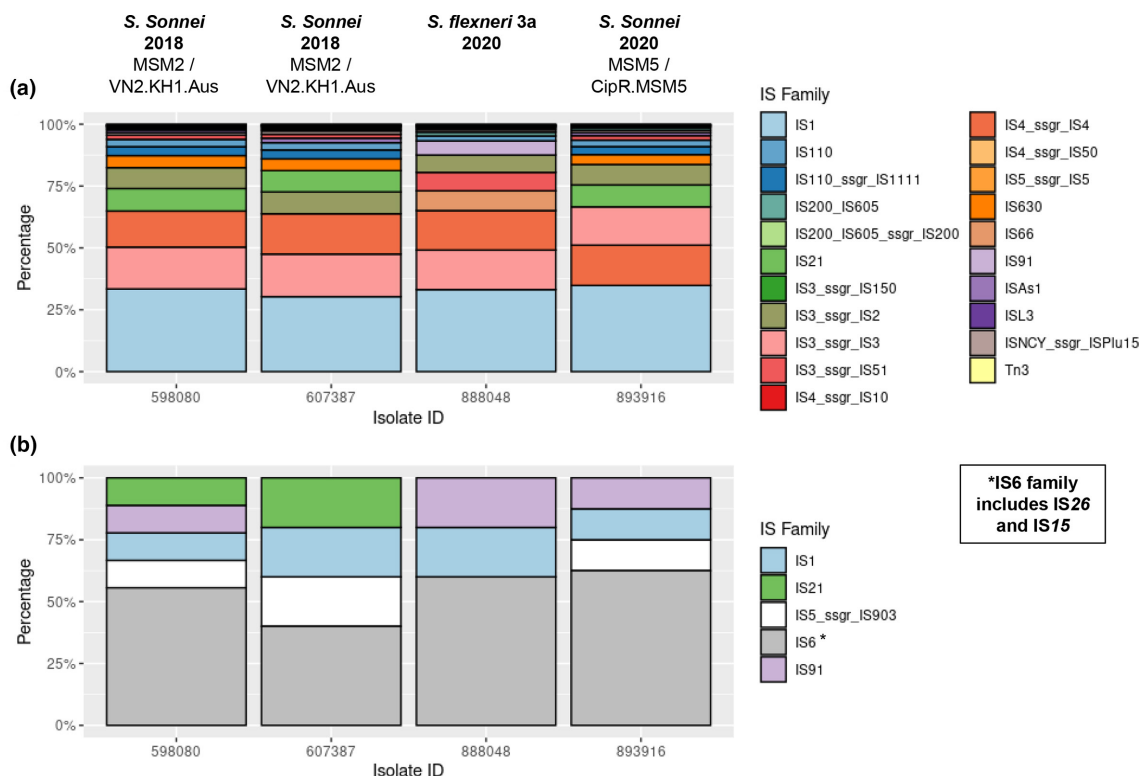 S. Sonnei
2018
MSM2 /
VN2.KH1.Aus
S. Sonnei
2018
MSM2 /
VN2.KH1.Aus
S. flexneri 3a
2020
S. Sonnei
2020
MSM5 /
CipR.MSM5
(a)
Percentage
100%
75%
50%
25%
0%
598080
607387
888048
893916
Isolate ID
IS Family
IS1
IS110
IS110_ssgr_IS1111
IS200_IS605
IS200_IS605_ssgr_IS200
IS21
IS3_ssgr_IS150
IS3_ssgr_IS2
IS3_ssgr_IS3
IS3_ssgr_IS51
IS4_ssgr_IS10
IS4_ssgr_IS4
IS4_ssgr_IS50
IS5_ssgr_IS5
IS630
IS66
IS91
ISAs1
ISL3
ISNCY_ssgr_ISPlu15
Tn3
(b)
Percentage
100%
75%
50%
25%
0%
598080
607387
888048
893916
Isolate ID
IS Family
IS1
IS21
IS5_ssgr_IS903
IS6 *
IS91
*IS6 family
includes IS26
and IS15